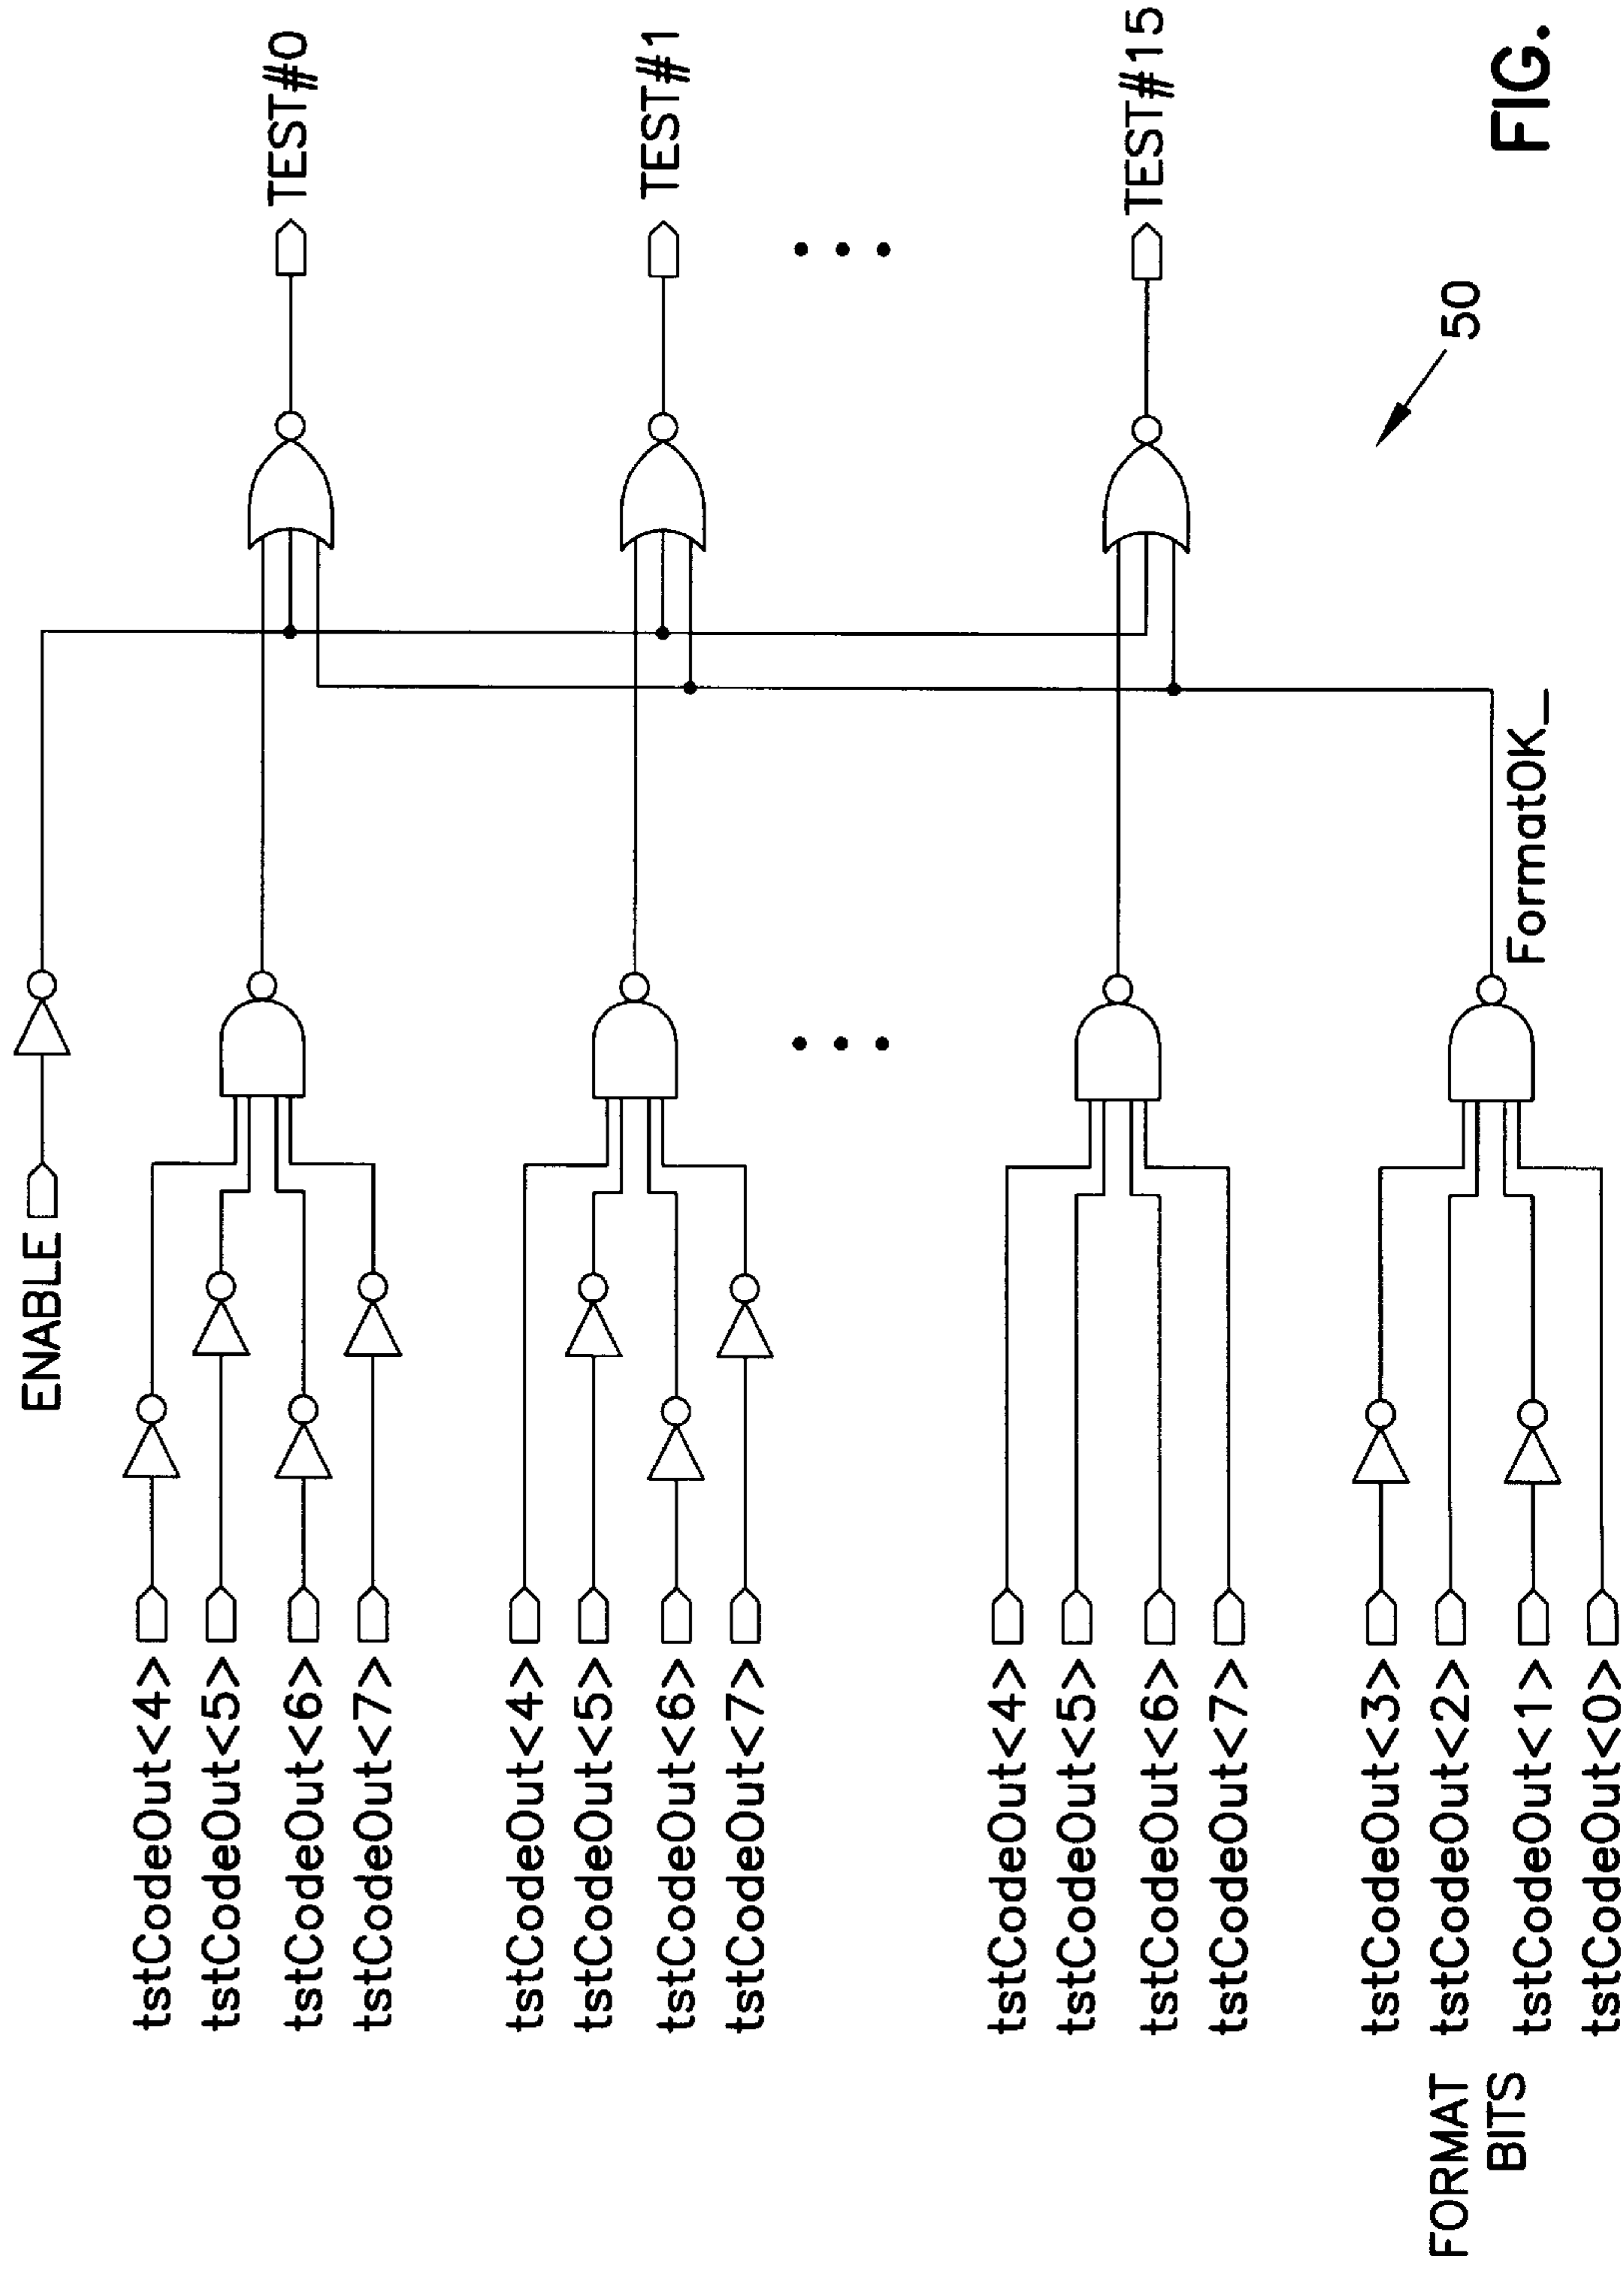 ENABLE
tstCodeOut<4>
tstCodeOut<5>
tstCodeOut<6>
tstCodeOut<7>
TEST#0
tstCodeOut<4>
tstCodeOut<5>
tstCodeOut<6>
tstCodeOut<7>
TEST#1
tstCodeOut<4>
tstCodeOut<5>
tstCodeOut<6>
tstCodeOut<7>
TEST#15
FORMAT
BITS
tstCodeOut<3>
tstCodeOut<2>
tstCodeOut<1>
tstCodeOut<0>
FormatOK_
50
FIG.